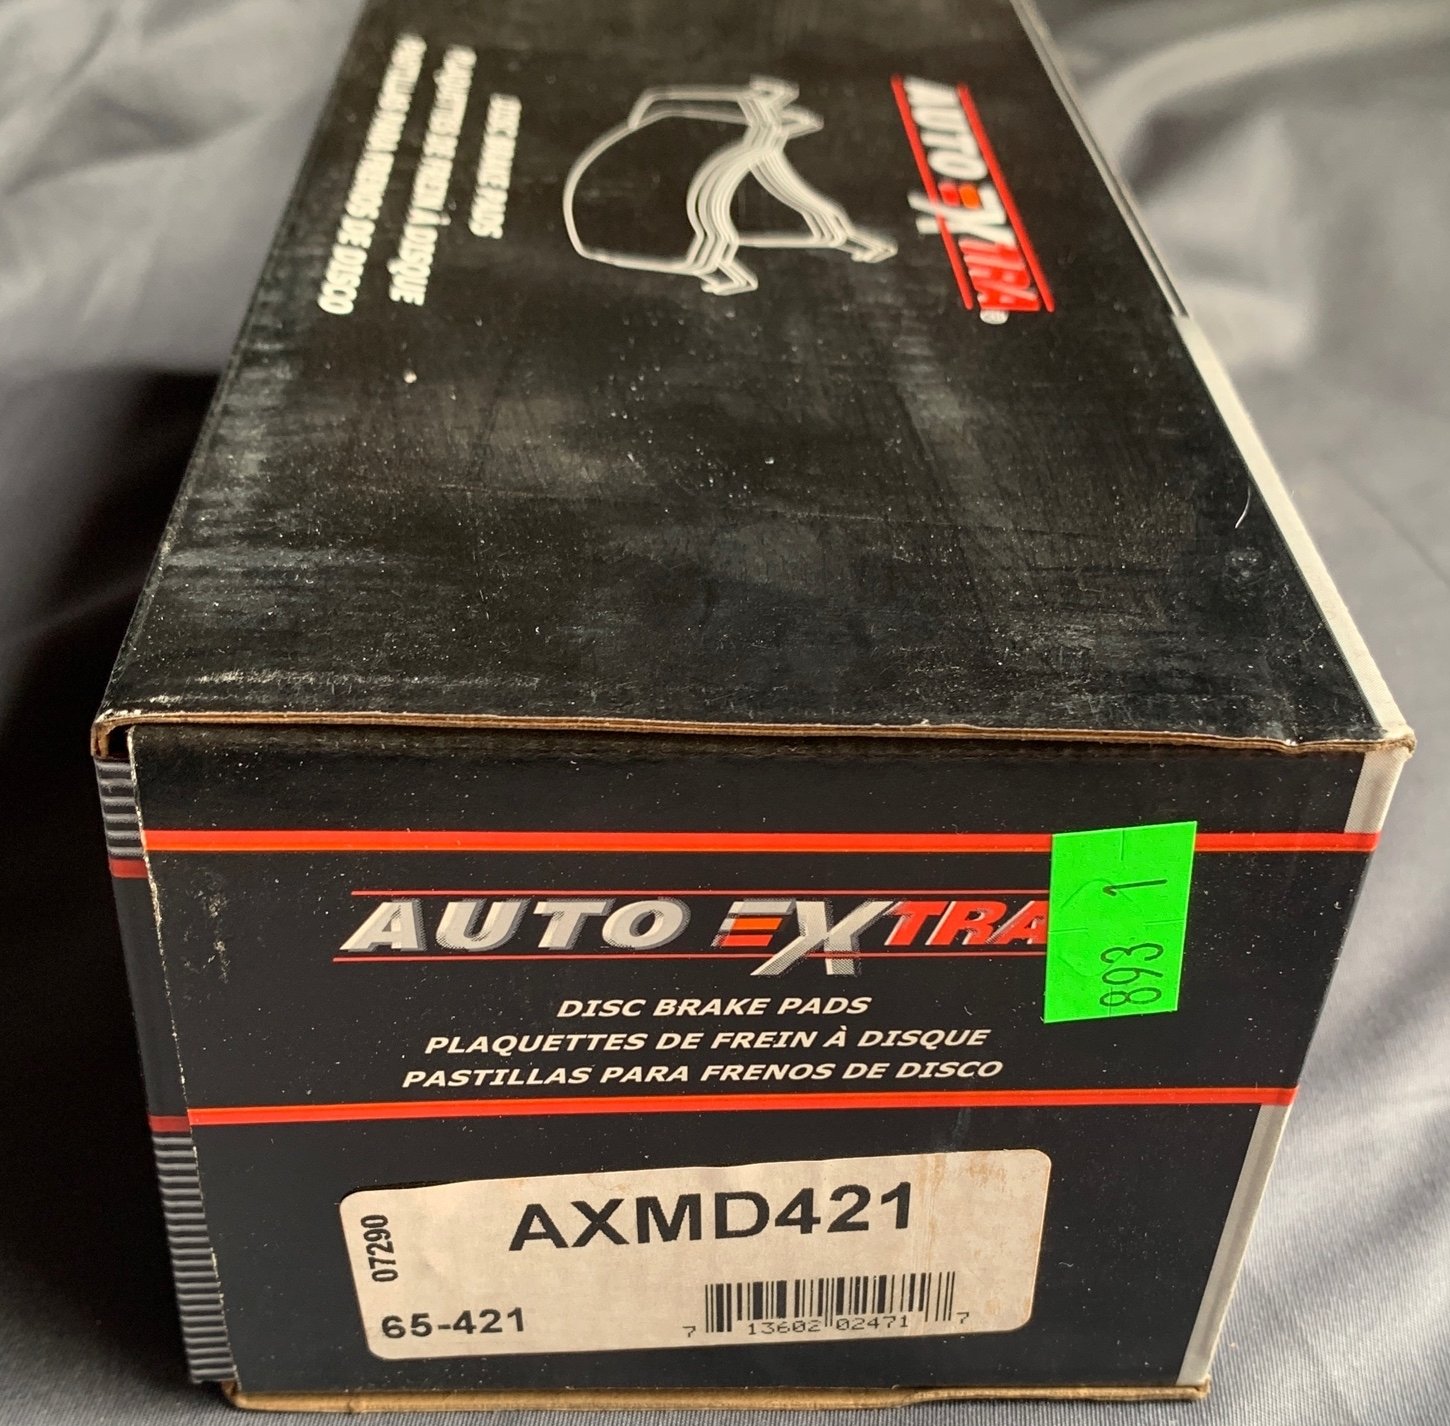 AUTO EXTRA®
DISC BRAKE PADS
PLAQUETTES DE FREIN À DISQUE
PASTILLAS PARA FRENOS DE DISCO
AUTO EXTRA
893 1
DISC BRAKE PADS
PLAQUETTES DE FREIN À DISQUE
PASTILLAS PARA FRENOS DE DISCO
AXMD421
07290
65-421
7 13602 02471 7